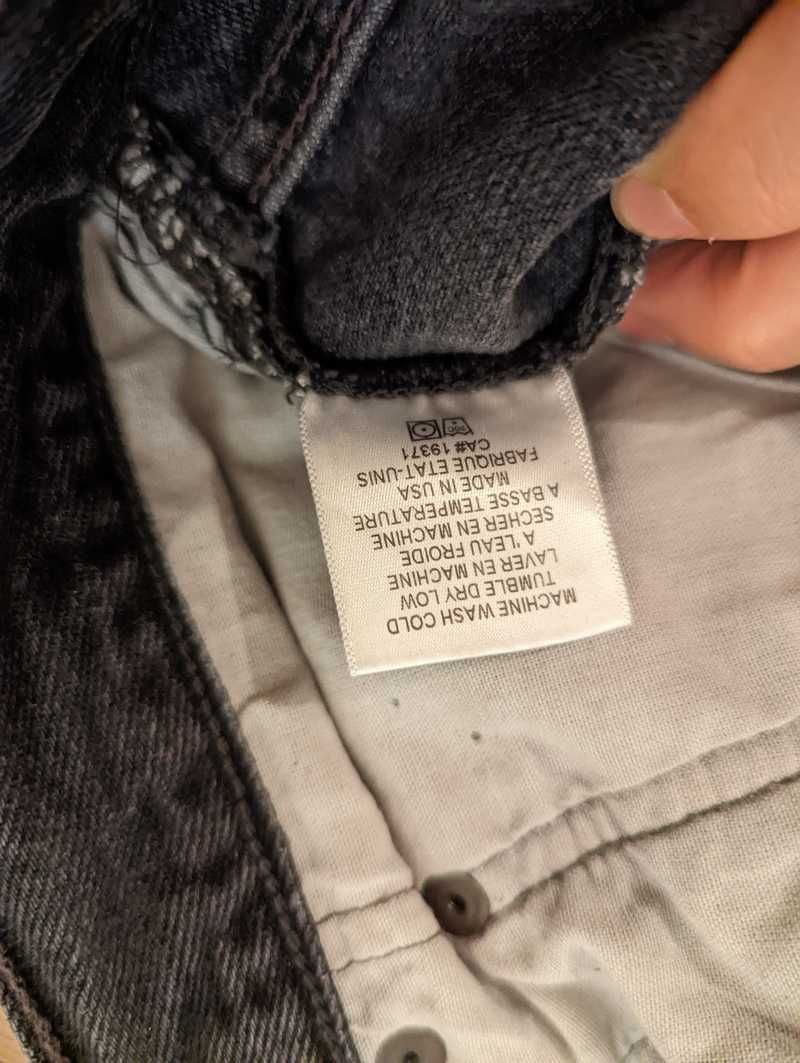 MACHINE WASH COLD
TUMBLE DRY LOW
LAVER EN MACHINE
A'LEAU FROIDE
SECHER EN MACHINE
A BASSE TEMPERATURE
MADE IN USA
FABRIQUE ETAT-UNIS
CA# 19371